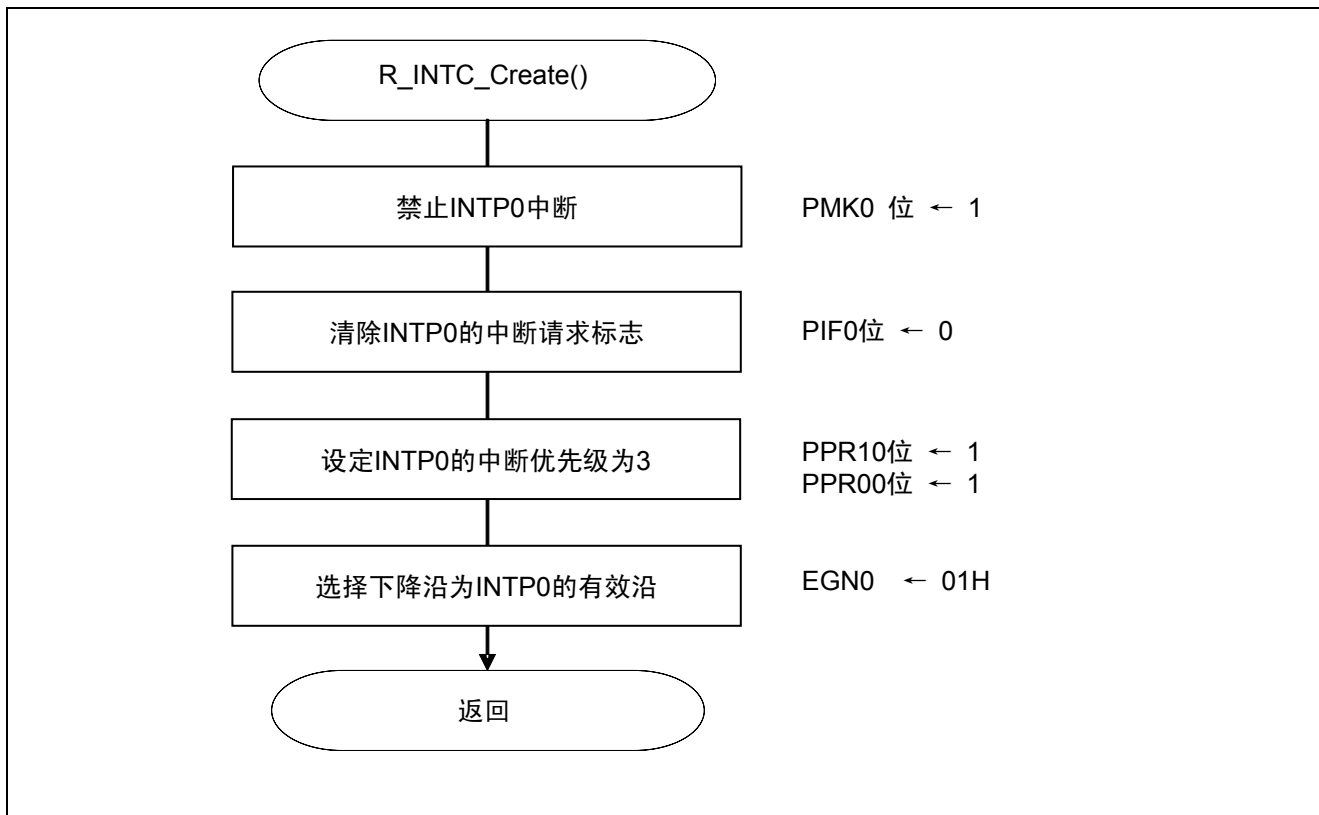 R_INTC_Create()
禁止INTP0中断
PMK0 位 ← 1
清除INTP0的中断请求标志
PIF0位 ← 0
设定INTP0的中断优先级为3
PPR10位 ← 1
PPR00位 ← 1
选择下降沿为INTP0的有效沿
EGN0 ← 01H
返回